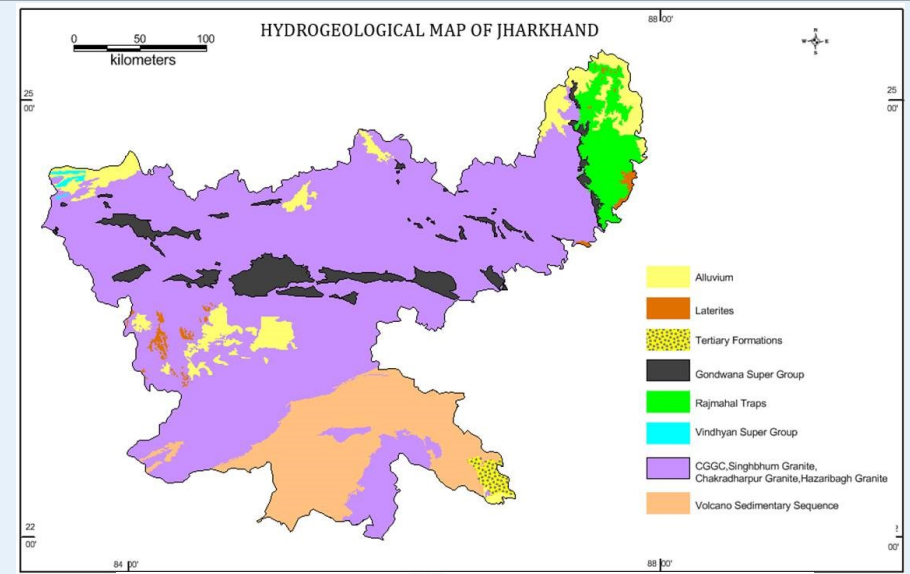 HYDROGEOLOGICAL MAP OF JHARKHAND
0 50 100
kilometers
88 00'
N
W E
S
25
00'
25
00'
Alluvium
Laterites
Tertiary Formations
Gondwana Super Group
Rajmahal Traps
Vindhyan Super Group
CGGC,Singhbhum Granite,
Chakradharpur Granite,Hazaribagh Granite
Volcano Sedimentary Sequence
22
00'
00'
84 00'
88 00'